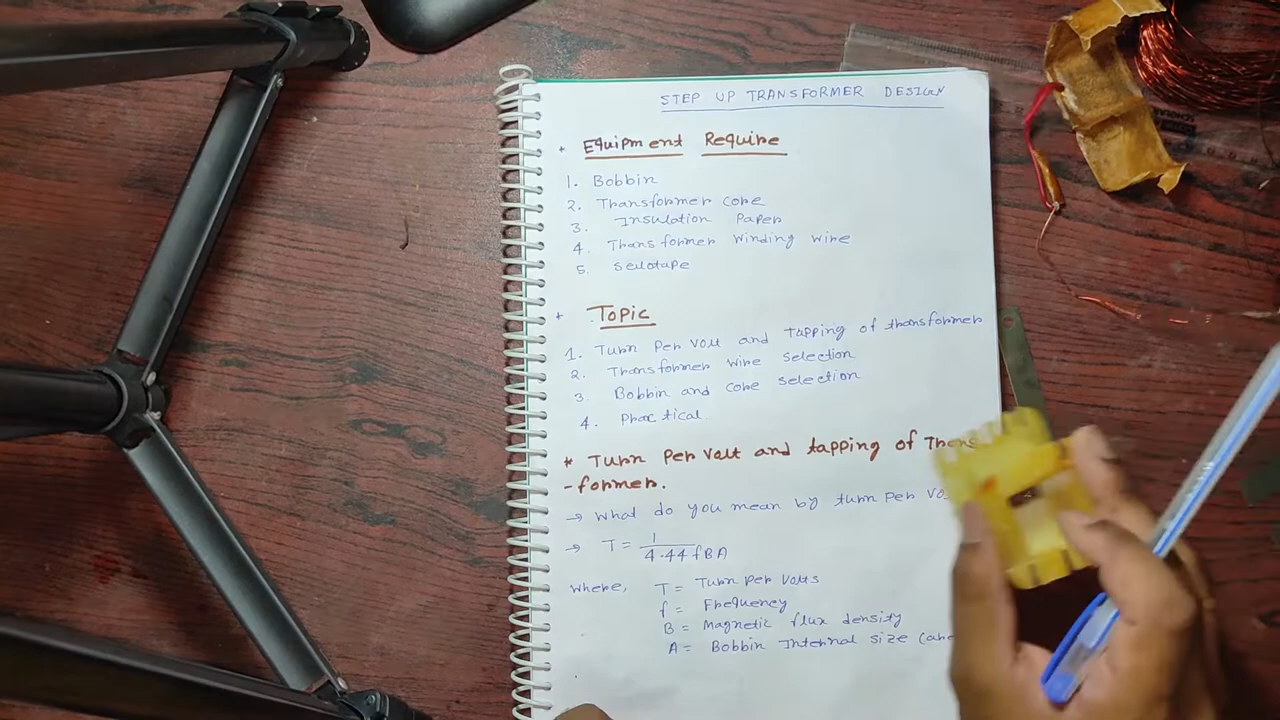 STEP UP TRANSFORMER DESIGN
* Equipment Require
1. Bobbin
2. Transformer core
3. Insulation Paper
4. Transformer winding wire
5. Sellotape
* Topic
1. Turn Per Volt and Tapping of transformer
2. Transformer wire selection
3. Bobbin and core selection
4. Practical
* Turn Per Volt and tapping of Trans
-former.
→ What do you mean by turn per Vo
→ T = 1/4.44fBA
Where, T = Turn Per Volts
f = Frequency
B = Magnetic flux density
A = Bobbin Internal size (are